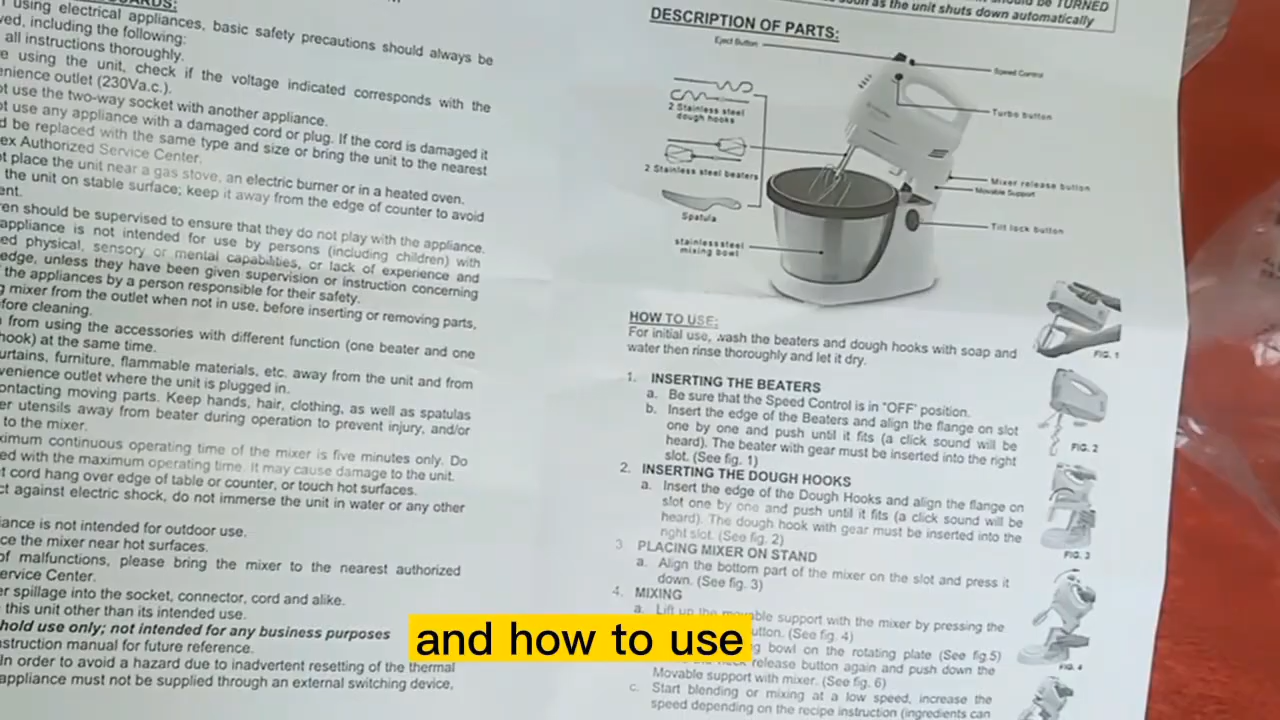 GUARDS:
using electrical appliances, basic safety precautions should always be
ved, including the following:
all instructions thoroughly.
e using the unit, check if the voltage indicated corresponds with the
enience outlet (230Va.c.).
ot use the two-way socket with another appliance.
ot use any appliance with a damaged cord or plug. If the cord is damaged it
d be replaced with the same type and size or bring the unit to the nearest
ex Authorized Service Center.
ot place the unit near a gas stove, an electric burner or in a heated oven.
the unit on stable surface; keep it away from the edge of counter to avoid
ent.
ren should be supervised to ensure that they do not play with the appliance.
appliance is not intended for use by persons (including children) with
ed physical, sensory or mental capabilities, or lack of experience and
edge, unless they have been given supervision or instruction concerning
the appliances by a person responsible for their safety.
g mixer from the outlet when not in use, before inserting or removing parts,
fore cleaning.
from using the accessories with different function (one beater and one
hook) at the same time.
urtains, furniture, flammable materials, etc. away from the unit and from
venience outlet where the unit is plugged in.
ontacting moving parts. Keep hands, hair, clothing, as well as spatulas
er utensils away from beater during operation to prevent injury, and/or
to the mixer.
ximum continuous operating time of the mixer is five minutes only. Do
ed with the maximum operating time. It may cause damage to the unit.
t cord hang over edge of table or counter, or touch hot surfaces.
ct against electric shock, do not immerse the unit in water or any other
iance is not intended for outdoor use.
ce the mixer near hot surfaces.
of malfunctions, please bring the mixer to the nearest authorized
ervice Center.
er spillage into the socket, connector, cord and alike.
this unit other than its intended use.
hold use only; not intended for any business purposes
nstruction manual for future reference.
In order to avoid a hazard due to inadvertent resetting of the thermal
appliance must not be supplied through an external switching device,
should be TURNED
soon as the unit shuts down automatically
DESCRIPTION OF PARTS:
Eject Button
Speed Control
Turbo button
2 Stainless steel
dough hooks
2 Stainless steel beaters
Spatula
stainless steel
mixing bowl
Mixer release button
Movable Support
Tilt lock button
HOW TO USE:
For initial use, wash the beaters and dough hooks with soap and
water then rinse thoroughly and let it dry.
FIG. 1
1. INSERTING THE BEATERS
a. Be sure that the Speed Control is in "OFF" position.
b. Insert the edge of the Beaters and align the flange on slot
one by one and push until it fits (a click sound will be
heard). The beater with gear must be inserted into the right
slot. (See fig. 1)
FIG. 2
2. INSERTING THE DOUGH HOOKS
a. Insert the edge of the Dough Hooks and align the flange on
slot one by one and push until it fits (a click sound will be
heard). The dough hook with gear must be inserted into the
right slot. (See fig. 2)
FIG. 3
3 PLACING MIXER ON STAND
a. Align the bottom part of the mixer on the slot and press it
down. (See fig. 3)
4. MIXING
a. Lift up the movable support with the mixer by pressing the
utton. (See fig. 4)
g bowl on the rotating plate (See fig.5)
release button again and push down the
Movable support with mixer. (See fig. 6)
FIG. 4
c. Start blending or mixing at a low speed, increase the
speed depending on the recipe instruction (ingredients can
and how to use